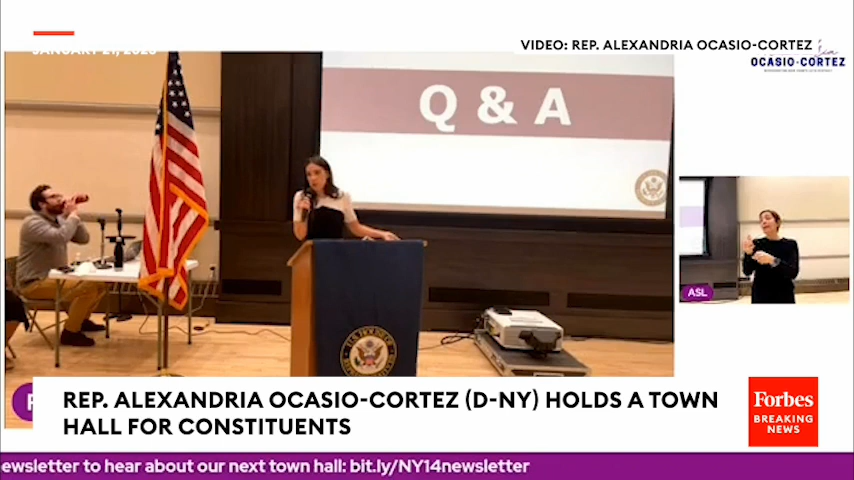 VIDEO: REP. ALEXANDRIA OCASIO-CORTEZ
OCASIO-CORTEZ
Q & A
ASL
REP. ALEXANDRIA OCASIO-CORTEZ (D-NY) HOLDS A TOWN
HALL FOR CONSTITUENTS
Forbes
BREAKING
NEWS
ewsletter to hear about our next town hall: bit.ly/NY14newsletter